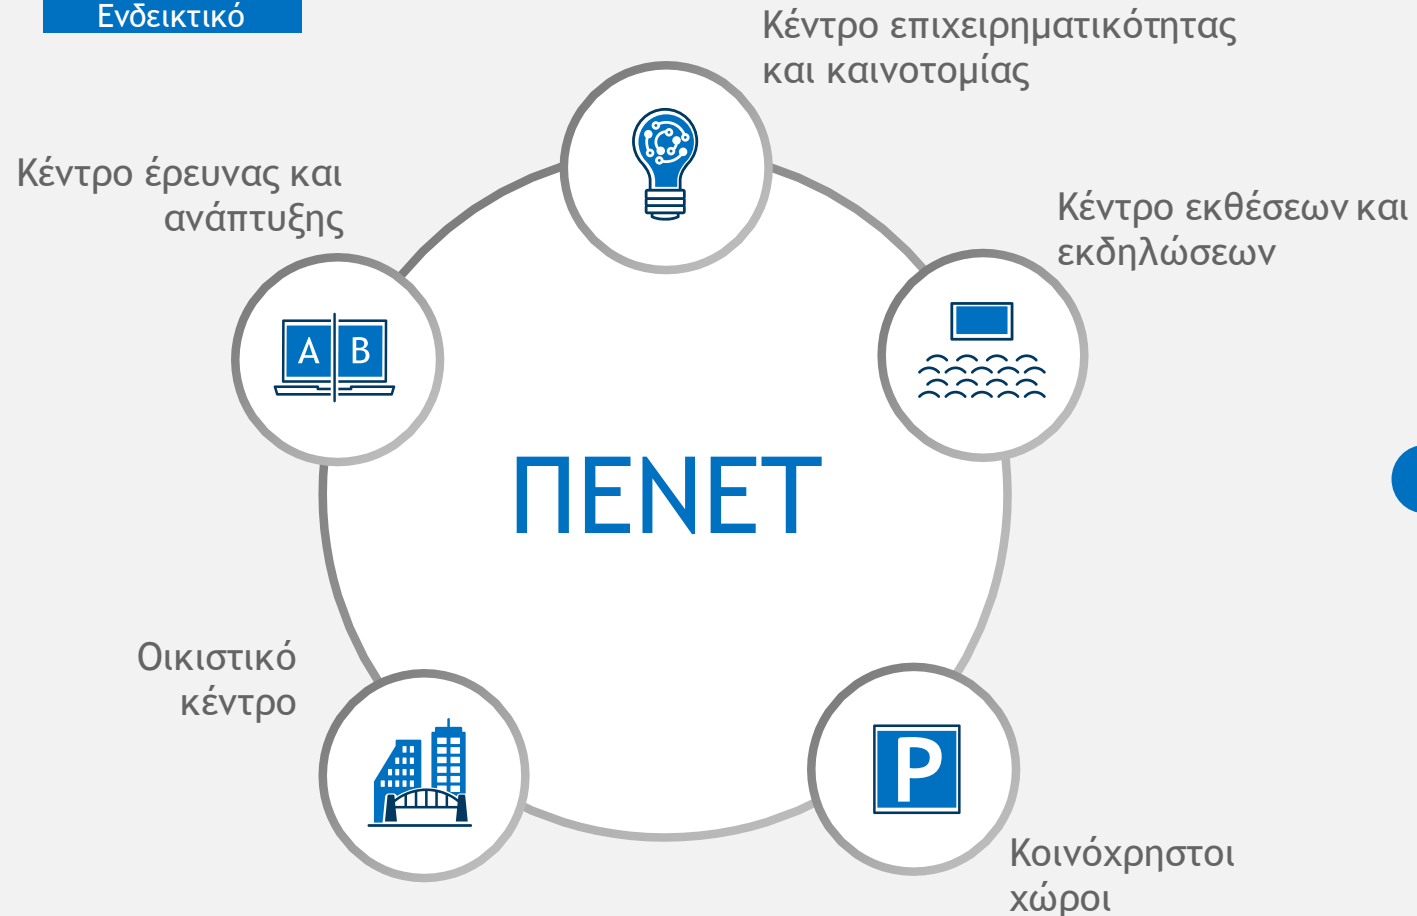 Ενδεικτικό
Κέντρο επιχειρηματικότητας
και καινοτομίας
Κέντρο έρευνας και
ανάπτυξης
Κέντρο εκθέσεων και
εκδηλώσεων
A B
ΠΕΝΕΤ
Οικιστικό
κέντρο
P
Κοινόχρηστοι
χώροι